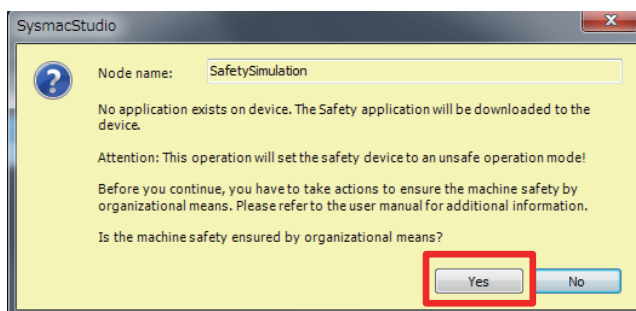 SysmacStudio
x
Node name: SafetySimulation
No application exists on device. The Safety application will be downloaded to the
device.
Attention: This operation will set the safety device to an unsafe operation mode!
Before you continue, you have to take actions to ensure the machine safety by
organizational means. Please refer to the user manual for additional information.
Is the machine safety ensured by organizational means?
Yes No